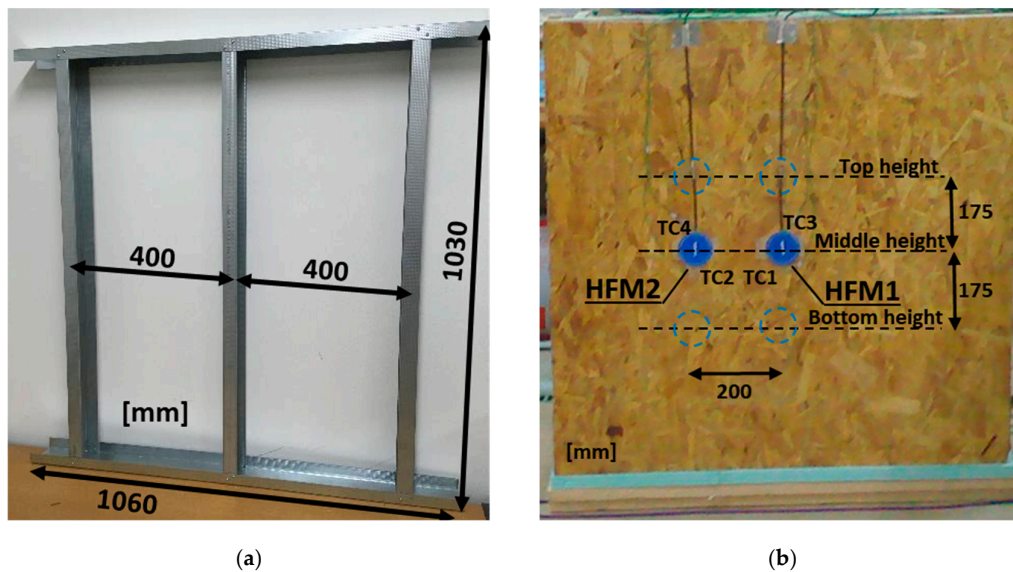 400
400
1030
[mm]
1060
Top height
175
TC4
TC3
Middle height
TC2
TC1
HFM2
HFM1
175
Bottom height
200
[mm]
(a)
(b)